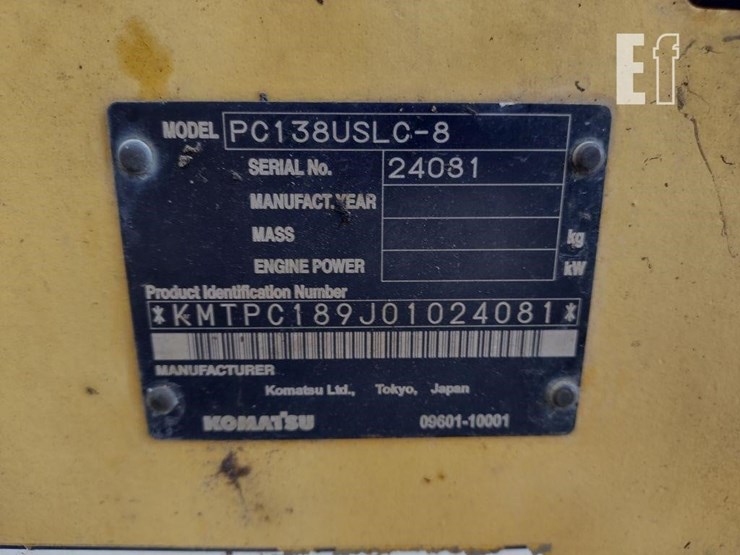 Ef
MODEL PC138USLC-8
SERIAL No. 24081
MANUFACT. YEAR
MASS kg
ENGINE POWER kW
Product Identification Number
*KMTPC189J01024081*
MANUFACTURER
Komatsu Ltd., Tokyo, Japan
KOMATSU 09601-10001